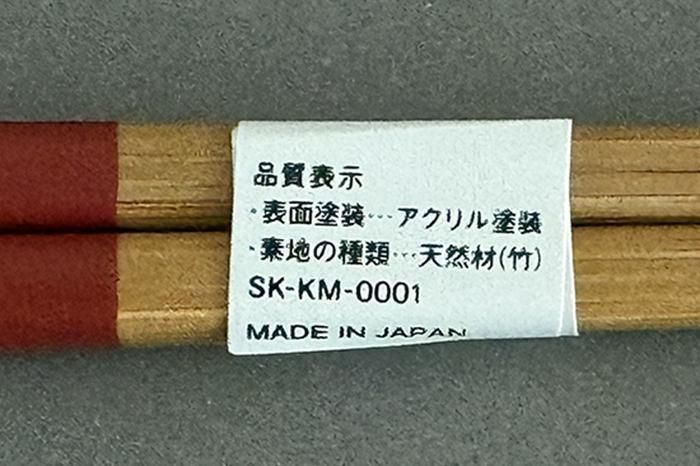 品質表示
・表面塗装…アクリル塗装
・素地の種類…天然材(竹)
SK-KM-0001
MADE IN JAPAN